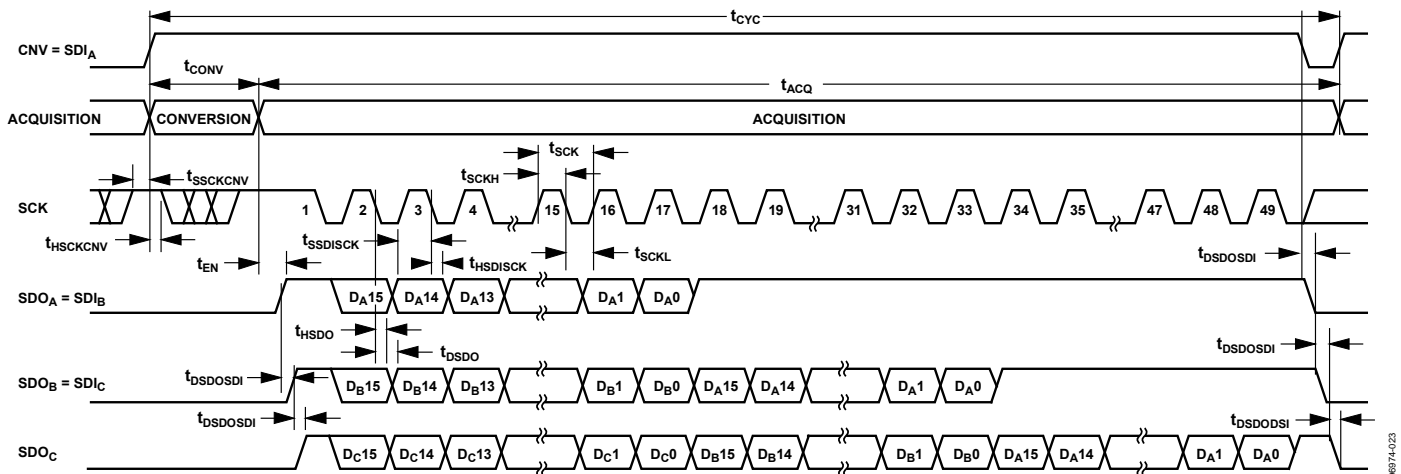 tCYC
CNV = SDIA
tCONV
tACQ
ACQUISITION CONVERSION ACQUISITION
tSCK
tSSCKCNV
tSCKH
SCK 1 2 3 4 15 16 17 18 19 31 32 33 34 35 47 48 49
tHSCKCNV
tSSDISCK
tEN
tHSDISCK
tSCKL
tDSDOSDI
SDOA = SDIB DA15 DA14 DA13 DA1 DA0
tHSDO
tDSDO
tDSDOSDI
tDSDOSDI
SDOB = SDIC DB15 DB14 DB13 DB1 DB0 DA15 DA14 DA1 DA0
tDSDOSDI
tDSDODSI
SDOC DC15 DC14 DC13 DC1 DC0 DB15 DB14 DB1 DB0 DA15 DA14 DA1 DA0
06974-023